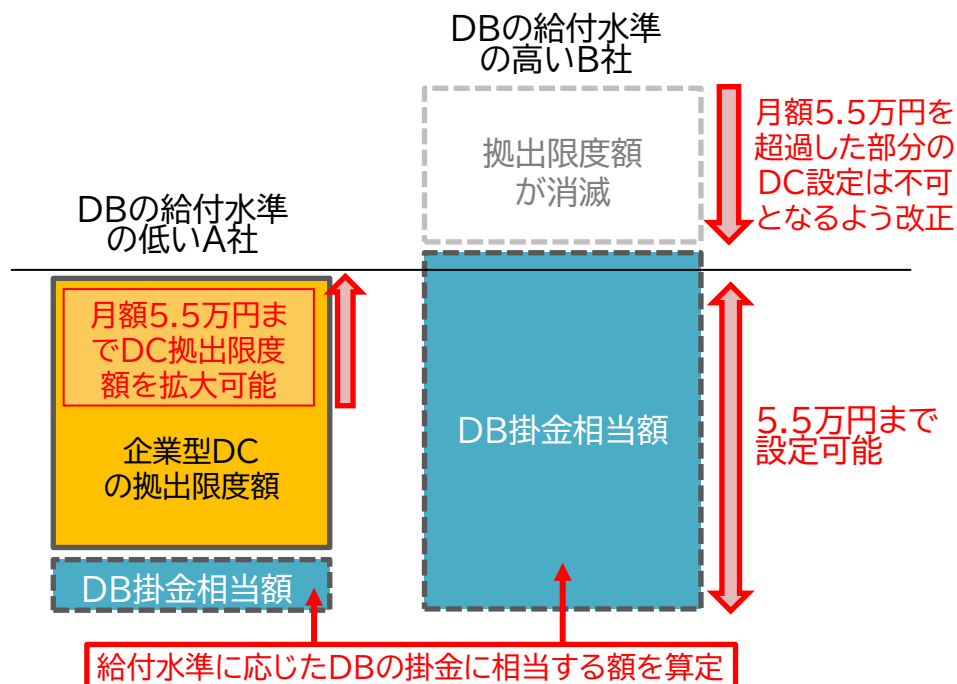 DBの給付水準
の高いB社
月額5.5万円を
超過した部分の
DC設定は不可
となるよう改正
拠出限度額
が消滅
DBの給付水準
の低いA社
月額5.5万円ま
でDC拠出限度
額を拡大可能
企業型DC
の拠出限度額
DB掛金相当額
DB掛金相当額
5.5万円まで
設定可能
給付水準に応じたDBの掛金に相当する額を算定